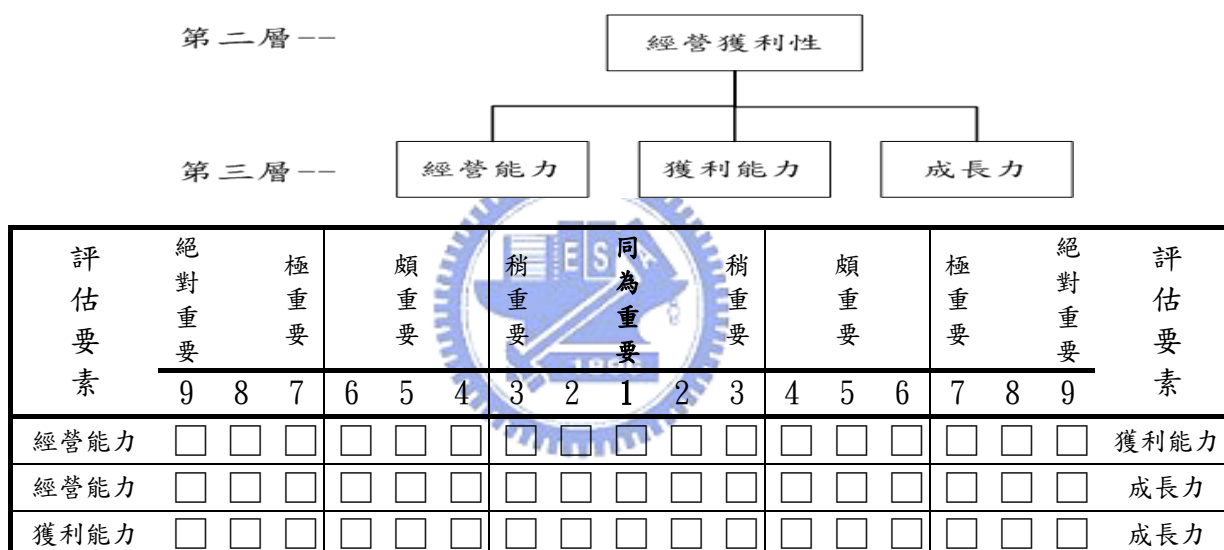 第二層--
經營獲利性
第三層--
經營能力 獲利能力 成長力
評估要素 絕對重要 極重要 頗重要 稍重要 同為重要 稍重要 頗重要 極重要 絕對重要 評估要素
9 8 7 6 5 4 3 2 1 2 3 4 5 6 7 8 9
經營能力 □ □ □ □ □ □ □ □ □ □ □ □ □ □ □ □ □ 獲利能力
經營能力 □ □ □ □ □ □ □ □ □ □ □ □ □ □ □ □ □ 成長力
獲利能力 □ □ □ □ □ □ □ □ □ □ □ □ □ □ □ □ □ 成長力